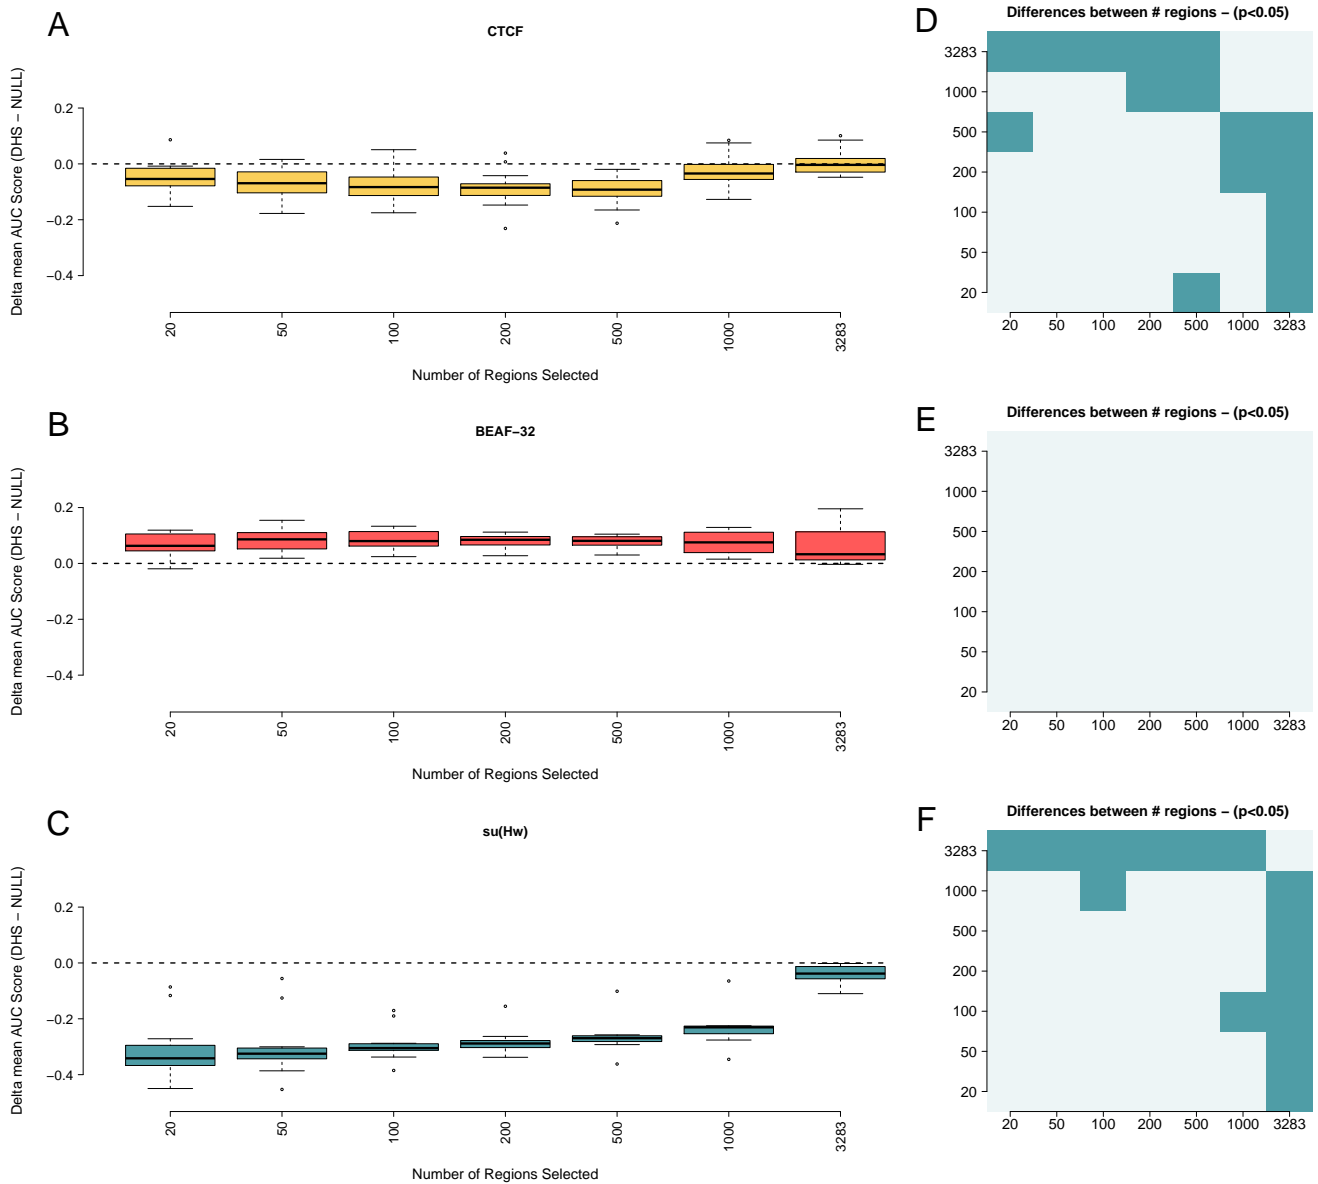 A
CTCF
Delta mean AUC Score (DHS − NULL)
0.2
0.0
−0.2
−0.4
20 50 100 200 500 1000 3283
Number of Regions Selected
D
Differences between # regions − (p<0.05)
3283
1000
500
200
100
50
20
20 50 100 200 500 1000 3283
B
BEAF−32
Delta mean AUC Score (DHS − NULL)
0.2
0.0
−0.2
−0.4
20 50 100 200 500 1000 3283
Number of Regions Selected
E
Differences between # regions − (p<0.05)
3283
1000
500
200
100
50
20
20 50 100 200 500 1000 3283
C
su(Hw)
Delta mean AUC Score (DHS − NULL)
0.2
0.0
−0.2
−0.4
20 50 100 200 500 1000 3283
Number of Regions Selected
F
Differences between # regions − (p<0.05)
3283
1000
500
200
100
50
20
20 50 100 200 500 1000 3283